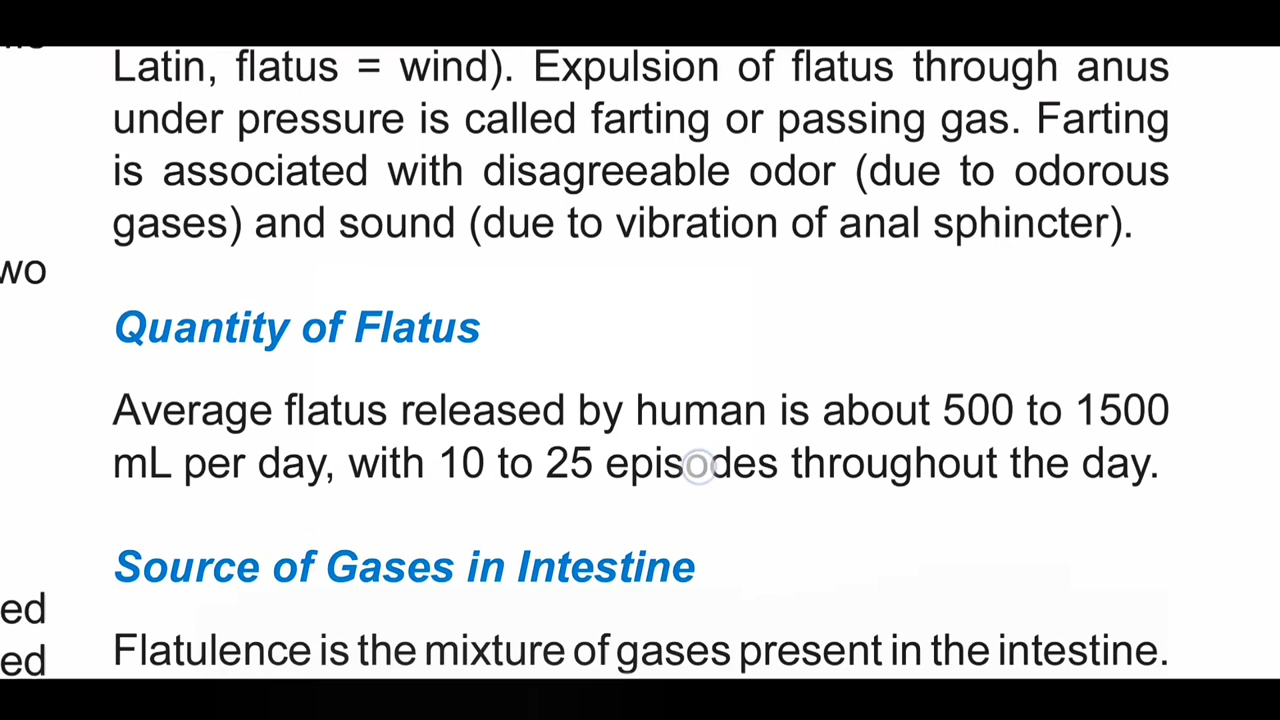 Latin, flatus = wind). Expulsion of flatus through anus
under pressure is called farting or passing gas. Farting
is associated with disagreeable odor (due to odorous
gases) and sound (due to vibration of anal sphincter).
wo
Quantity of Flatus
Average flatus released by human is about 500 to 1500
mL per day, with 10 to 25 episodes throughout the day.
Source of Gases in Intestine
ed
ed
Flatulence is the mixture of gases present in the intestine.